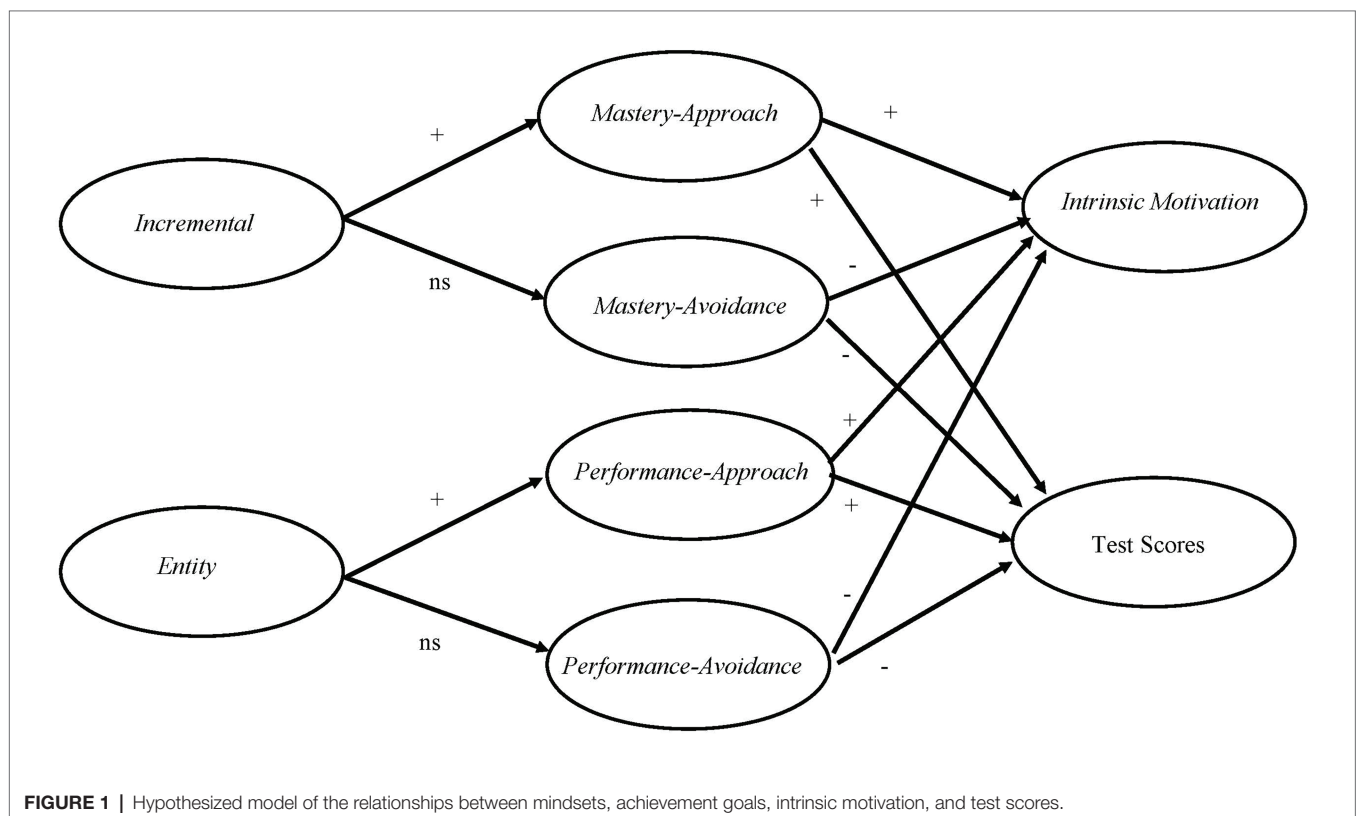 Mastery-Approach
+
+
+
Intrinsic Motivation
Incremental
-
ns
Mastery-Avoidance
-
+
Performance-Approach
+
+
Test Scores
Entity
-
ns
Performance-Avoidance
-
FIGURE 1 | Hypothesized model of the relationships between mindsets, achievement goals, intrinsic motivation, and test scores.